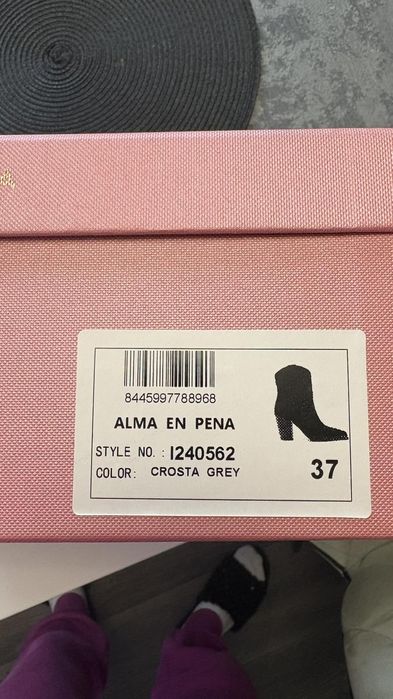 8445997788968
ALMA EN PENA
STYLE NO. : I240562
COLOR: CROSTA GREY
37